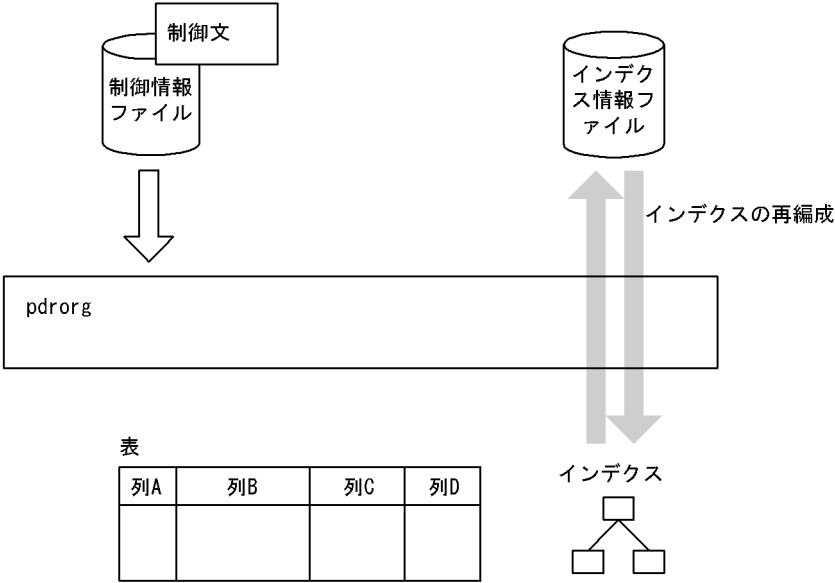 制御文
制御情報
ファイル
インデク
ス情報フ
ァイル
インデクスの再編成
pdrorg
表
列A 列B 列C 列D
インデクス